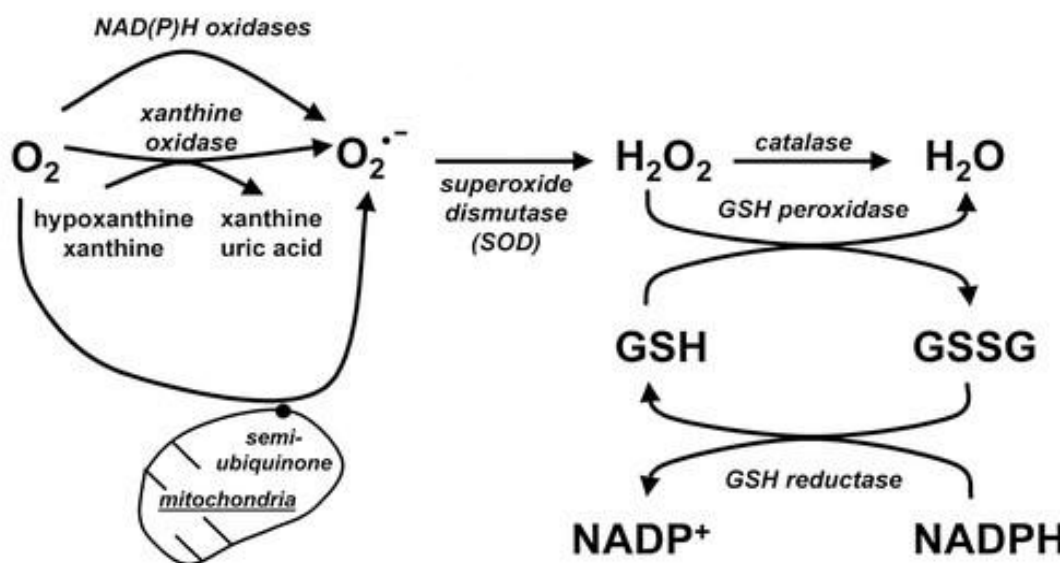 NAD(P)H oxidases
xanthine
oxidase
O₂
O₂•⁻
hypoxanthine
xanthine
xanthine
uric acid
superoxide
dismutase
(SOD)
H₂O₂
catalase
H₂O
GSH peroxidase
GSH
GSSG
GSH reductase
NADP⁺
NADPH
semi-
ubiquinone
mitochondria